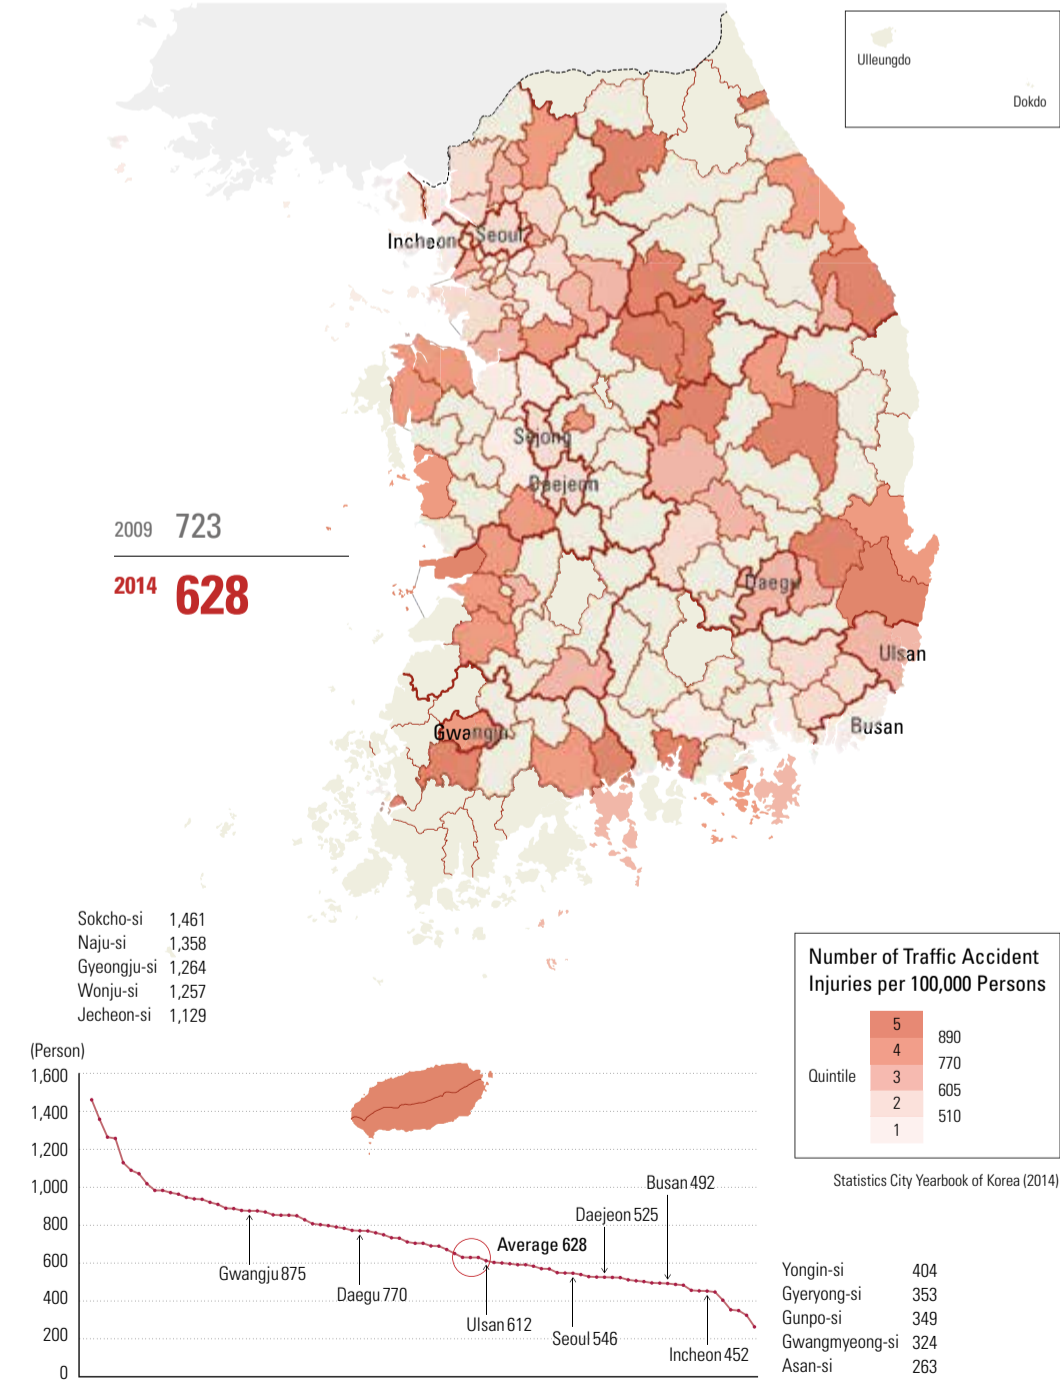 Ulleungdo
Dokdo
Incheon
Seoul
Sejong
Daejeon
2009 723
2014 628
Daegu
Ulsan
Gwangju
Busan
Sokcho-si 1,461
Naju-si 1,358
Gyeongju-si 1,264
Wonju-si 1,257
Jecheon-si 1,129
Number of Traffic Accident
Injuries per 100,000 Persons
Quintile
5
4
3
2
1
890
770
605
510
Statistics City Yearbook of Korea (2014)
(Person)
1,600
1,400
1,200
1,000
800
600
400
200
0
Gwangju 875
Daegu 770
Average 628
Ulsan 612
Seoul 546
Daejeon 525
Busan 492
Incheon 452
Yongin-si 404
Gyeryong-si 353
Gunpo-si 349
Gwangmyeong-si 324
Asan-si 263